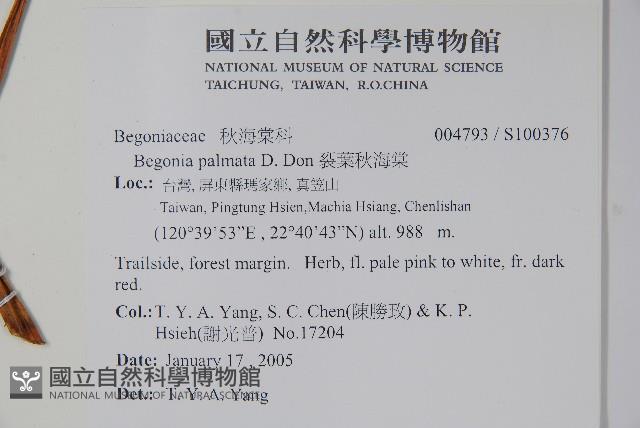 國立自然科學博物館
NATIONAL MUSEUM OF NATURAL SCIENCE
TAICHUNG, TAIWAN, R.O.CHINA
Begoniaceae 秋海棠科 004793 / S100376
Begonia palmata D. Don 裂葉秋海棠
Loc.: 台灣, 屏東縣瑪家鄉, 真笠山
Taiwan, Pingtung Hsien,Machia Hsiang, Chenlishan
(120°39'53"E , 22°40'43"N) alt. 988 m.
Trailside, forest margin. Herb, fl. pale pink to white, fr. dark
red.
Col.: T. Y. A. Yang, S. C. Chen(陳勝政) & K. P.
Hsieh(謝光普) No.17204
Date: January 17 , 2005
國立自然科學博物館
NATIONAL MUSEUM OF NATURAL SCIENCE
Det.: T. Y. A. Yang